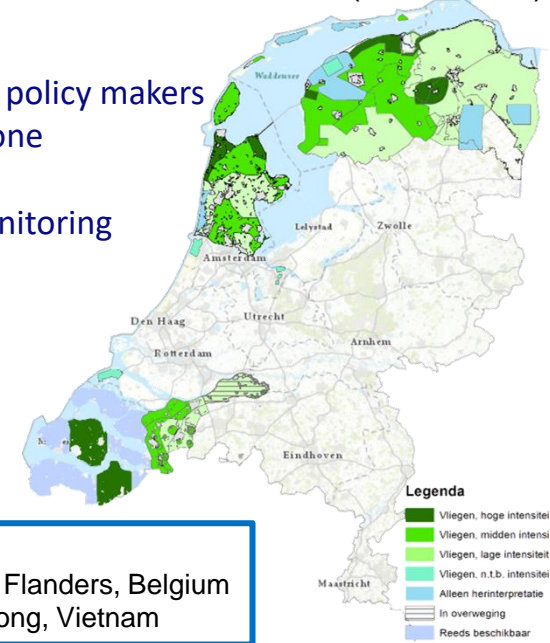 policy makers
one
nitoring
Waddenzee
Lelystad
Zwolle
Amsterdam
Den Haag
Utrecht
Rotterdam
Arnhem
Eindhoven
Maastricht
Legenda
Vliegen, hoge intensitei
Vliegen, midden intensi
Vliegen, lage intensiteit
Vliegen, n.t.b. intensitei
Alleen herinterpretatie
In overweging
Reeds beschikbaar
Flanders, Belgium
ong, Vietnam